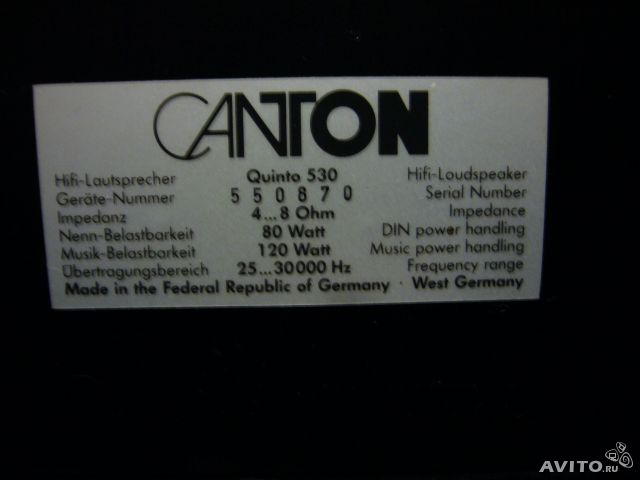 CANTON
Hifi-Lautsprecher Quinto 530 Hifi-Loudspeaker
Geräte-Nummer 550870 Serial Number
Impedanz 4...8 Ohm Impedance
Nenn-Belastbarkeit 80 Watt DIN power handling
Musik-Belastbarkeit 120 Watt Music power handling
Übertragungsbereich 25...30000 Hz Frequency range
Made in the Federal Republic of Germany · West Germany
AVITO.ru